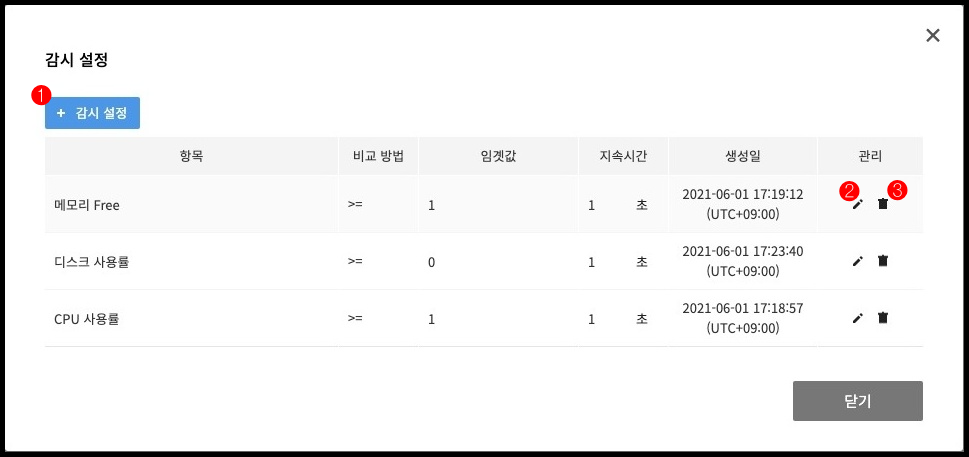 ×
감시 설정
1
+ 감시 설정
항목 비교 방법 임곗값 지속시간 생성일 관리
메모리 Free >= 1 1 초 2021-06-01 17:19:12 (UTC+09:00) 2 3
디스크 사용률 >= 0 1 초 2021-06-01 17:23:40 (UTC+09:00)
CPU 사용률 >= 1 1 초 2021-06-01 17:18:57 (UTC+09:00)
닫기